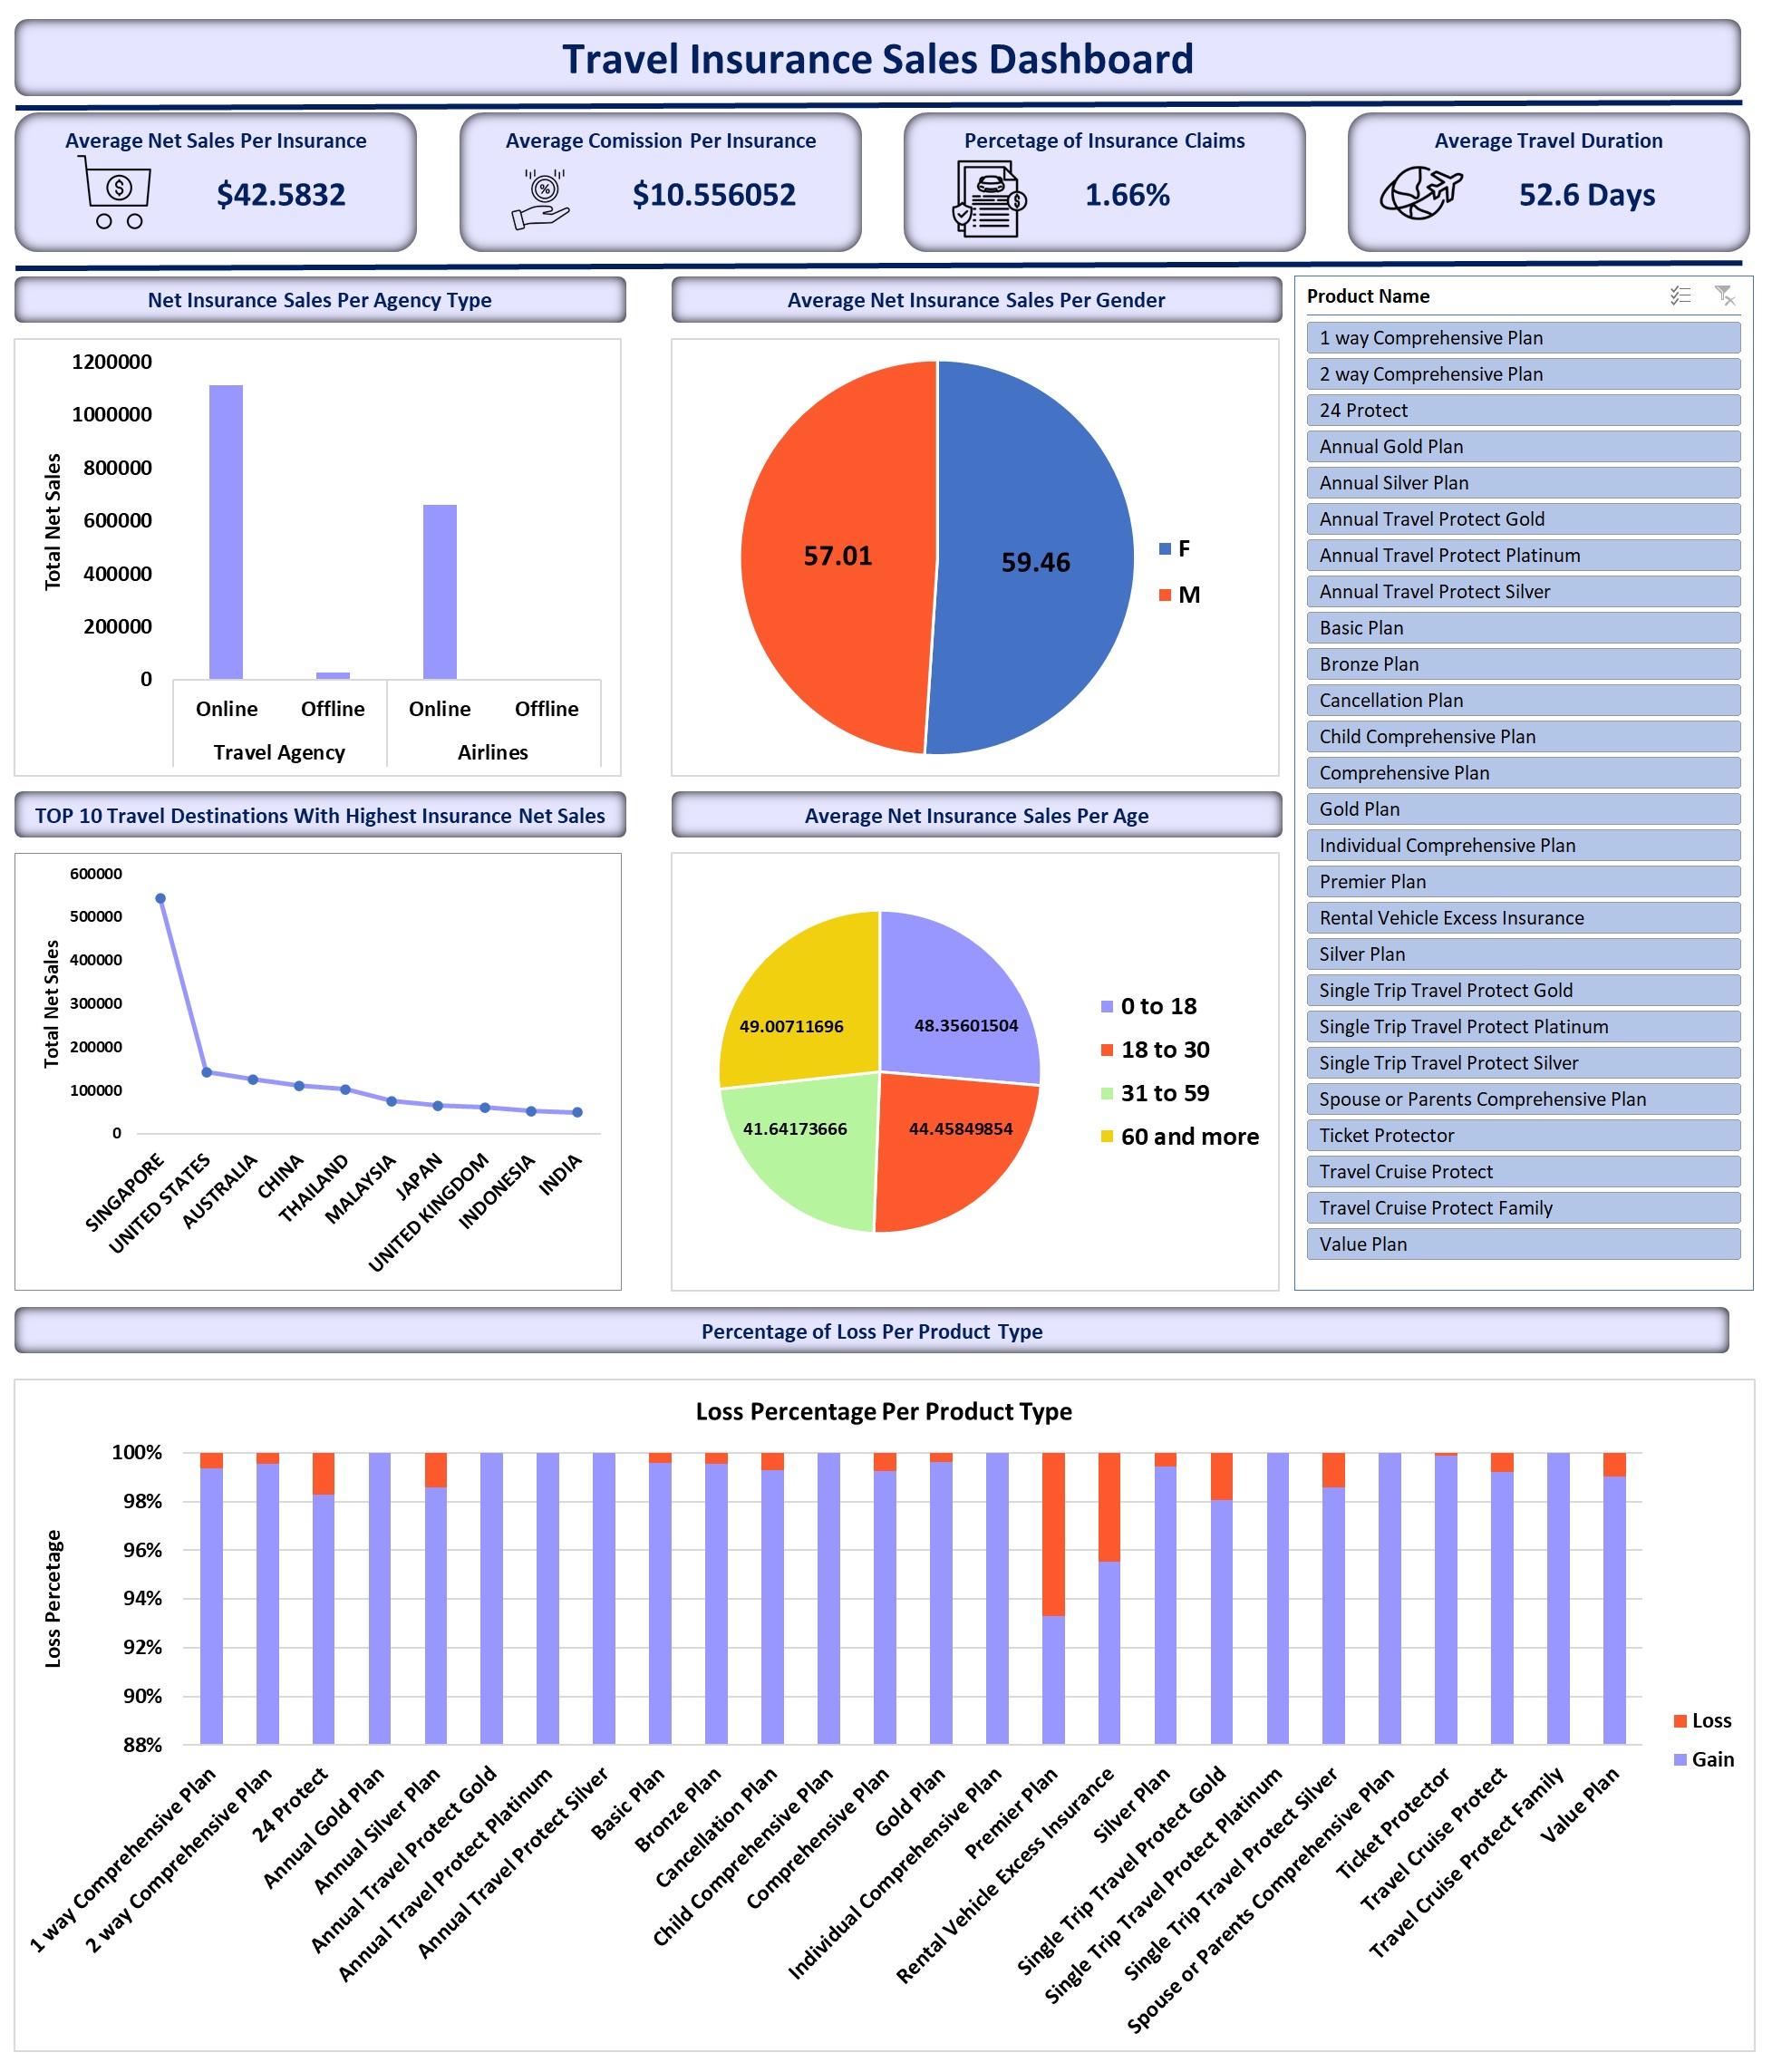 Travel Insurance Sales Dashboard
Average Net Sales Per Insurance
$
$42.5832
Average Comission Per Insurance
%
$10.556052
Percetage of Insurance Claims
$
1.66%
Average Travel Duration
52.6 Days
Net Insurance Sales Per Agency Type
Total Net Sales
1200000
1000000
800000
600000
400000
200000
0
Online
Offline
Online
Offline
Travel Agency
Airlines
Average Net Insurance Sales Per Gender
57.01
59.46
F
M
Product Name
1 way Comprehensive Plan
2 way Comprehensive Plan
24 Protect
Annual Gold Plan
Annual Silver Plan
Annual Travel Protect Gold
Annual Travel Protect Platinum
Annual Travel Protect Silver
Basic Plan
Bronze Plan
Cancellation Plan
Child Comprehensive Plan
Comprehensive Plan
Gold Plan
Individual Comprehensive Plan
Premier Plan
Rental Vehicle Excess Insurance
Silver Plan
Single Trip Travel Protect Gold
Single Trip Travel Protect Platinum
Single Trip Travel Protect Silver
Spouse or Parents Comprehensive Plan
Ticket Protector
Travel Cruise Protect
Travel Cruise Protect Family
Value Plan
TOP 10 Travel Destinations With Highest Insurance Net Sales
Total Net Sales
600000
500000
400000
300000
200000
100000
0
SINGAPORE
UNITED STATES
AUSTRALIA
CHINA
THAILAND
MALAYSIA
JAPAN
UNITED KINGDOM
INDONESIA
INDIA
Average Net Insurance Sales Per Age
49.00711696
48.35601504
41.64173666
44.45849854
0 to 18
18 to 30
31 to 59
60 and more
Percentage of Loss Per Product Type
Loss Percentage Per Product Type
Loss Percetage
100%
98%
96%
94%
92%
90%
88%
1 way Comprehensive Plan
2 way Comprehensive Plan
24 Protect
Annual Gold Plan
Annual Silver Plan
Annual Travel Protect Gold
Annual Travel Protect Platinum
Annual Travel Protect Silver
Basic Plan
Bronze Plan
Cancellation Plan
Child Comprehensive Plan
Comprehensive Plan
Gold Plan
Individual Comprehensive Plan
Premier Plan
Rental Vehicle Excess Insurance
Silver Plan
Single Trip Travel Protect Gold
Single Trip Travel Protect Platinum
Single Trip Travel Protect Silver
Spouse or Parents Comprehensive Plan
Ticket Protector
Travel Cruise Protect
Travel Cruise Protect Family
Value Plan
Loss
Gain